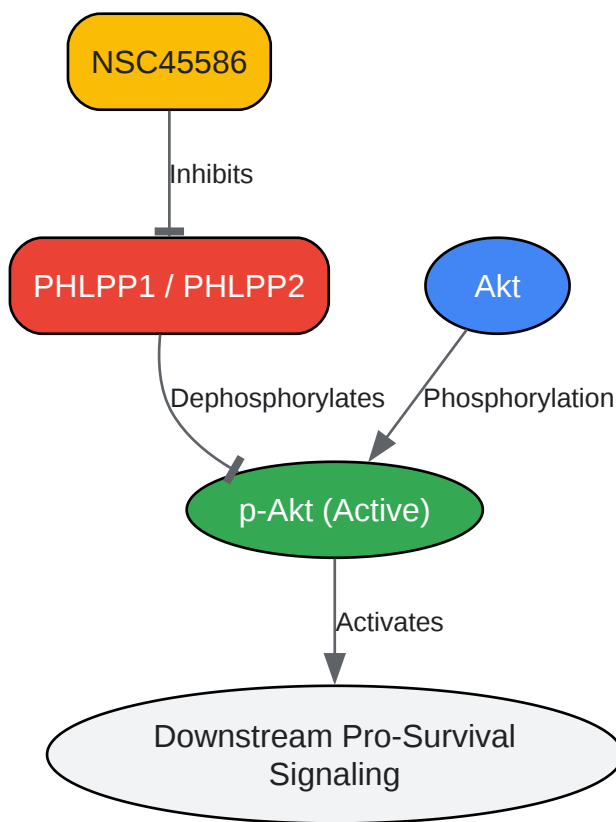 NSC45586
Inhibits
PHLPP1 / PHLPP2
Akt
Dephosphorylates
Phosphorylation
p-Akt (Active)
Activates
Downstream Pro-Survival
Signaling